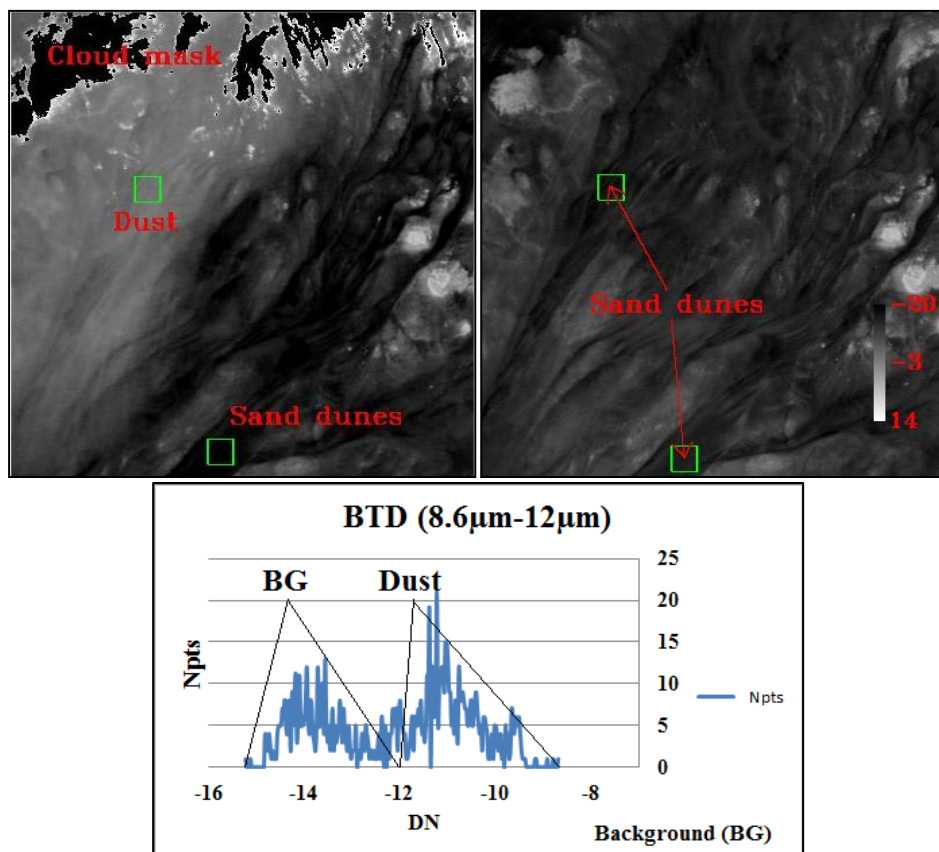 Cloud mask
Dust
Sand dunes
Sand dunes
-20
-3
14
BTD (8.6μm-12μm)
BG
Dust
25
20
15
10
5
0
Npts
Npts
-16
-14
-12
-10
-8
DN
Background (BG)